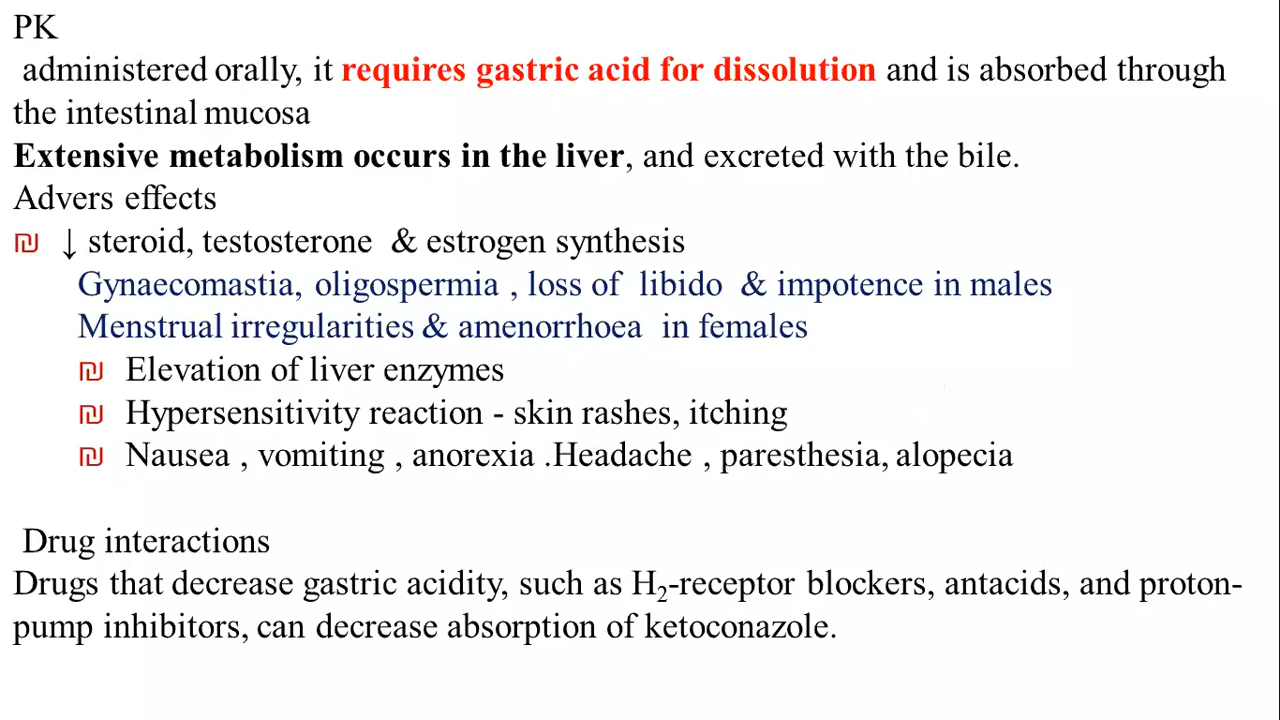 PK
administered orally, it requires gastric acid for dissolution and is absorbed through
the intestinal mucosa
Extensive metabolism occurs in the liver, and excreted with the bile.
Advers effects
₪ ↓ steroid, testosterone & estrogen synthesis
Gynaecomastia, oligospermia , loss of libido & impotence in males
Menstrual irregularities & amenorrhoea in females
₪ Elevation of liver enzymes
₪ Hypersensitivity reaction - skin rashes, itching
₪ Nausea , vomiting , anorexia .Headache , paresthesia, alopecia
Drug interactions
Drugs that decrease gastric acidity, such as H₂-receptor blockers, antacids, and proton-
pump inhibitors, can decrease absorption of ketoconazole.